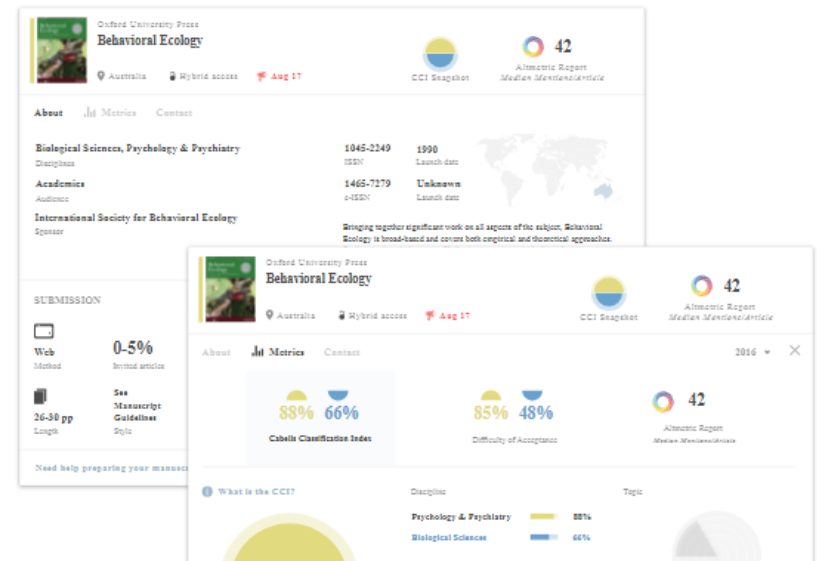 Oxford University Press
Behavioral Ecology
Australia
Hybrid access
Aug 17
CCI Snapshot
42
Altmetric Report
Median Mentions/Article
About
Metrics
Contact
Biological Sciences, Psychology & Psychiatry
Disciplines
Academics
Audience
International Society for Behavioral Ecology
Sponsor
1045-2249
ISSN
1990
Launch date
1465-7279
e-ISSN
Unknown
Launch date
Bringing together significant work on all aspects of the subject, Behavioral
Ecology is broad-based and covers both empirical and theoretical approaches.
SUBMISSION
Web
Method
0-5%
Invited articles
26-30 pp
Length
See
Manuscript
Guidelines
Style
Need help preparing your manusc
Oxford University Press
Behavioral Ecology
Australia
Hybrid access
Aug 17
CCI Snapshot
42
Altmetric Report
Median Mentions/Article
About
Metrics
Contact
2016
88% 66%
Cabells Classification Index
85% 48%
Difficulty of Acceptance
42
Altmetric Report
Median Mentions/Article
What is the CCI?
Discipline
Topic
Psychology & Psychiatry
88%
Biological Sciences
66%